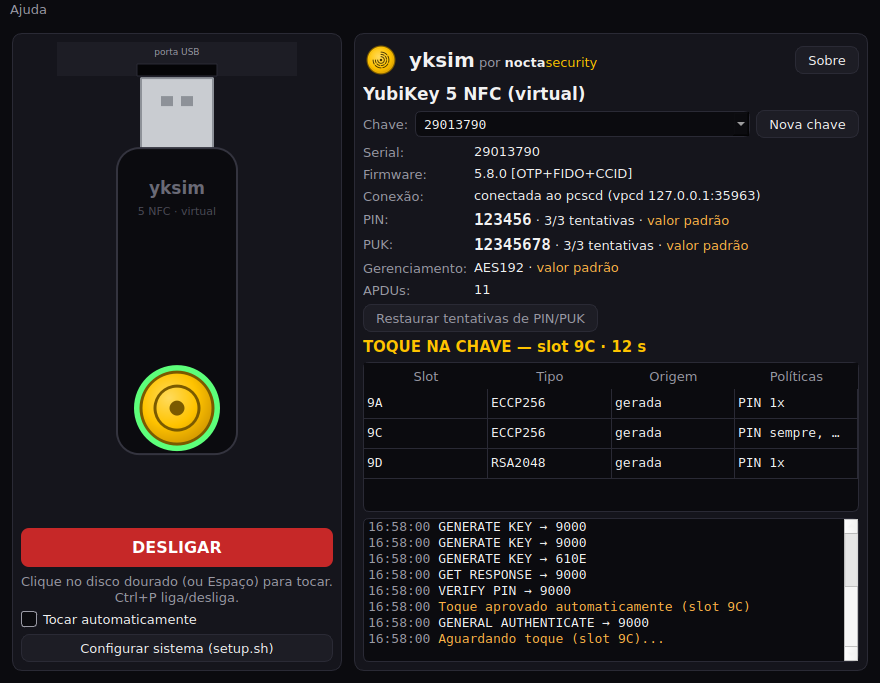 Ajuda
porta USB
yksim
5 NFC · virtual
DESLIGAR
Clique no disco dourado (ou Espaço) para tocar.
Ctrl+P liga/desliga.
Tocar automaticamente
Configurar sistema (setup.sh)
yksim por noctasecurity
Sobre
YubiKey 5 NFC (virtual)
Chave: 29013790 Nova chave
Serial: 29013790
Firmware: 5.8.0 [OTP+FIDO+CCID]
Conexão: conectada ao pcscd (vpcd 127.0.0.1:35963)
PIN: 123456 · 3/3 tentativas · valor padrão
PUK: 12345678 · 3/3 tentativas · valor padrão
Gerenciamento: AES192 · valor padrão
APDUs: 11
Restaurar tentativas de PIN/PUK
TOQUE NA CHAVE — slot 9C · 12 s
Slot Tipo Origem Políticas
9A ECCP256 gerada PIN 1x
9C ECCP256 gerada PIN sempre, …
9D RSA2048 gerada PIN 1x
16:58:00 GENERATE KEY → 9000
16:58:00 GENERATE KEY → 9000
16:58:00 GENERATE KEY → 610E
16:58:00 GET RESPONSE → 9000
16:58:00 VERIFY PIN → 9000
16:58:00 Toque aprovado automaticamente (slot 9C)
16:58:00 GENERAL AUTHENTICATE → 9000
16:58:00 Aguardando toque (slot 9C)...